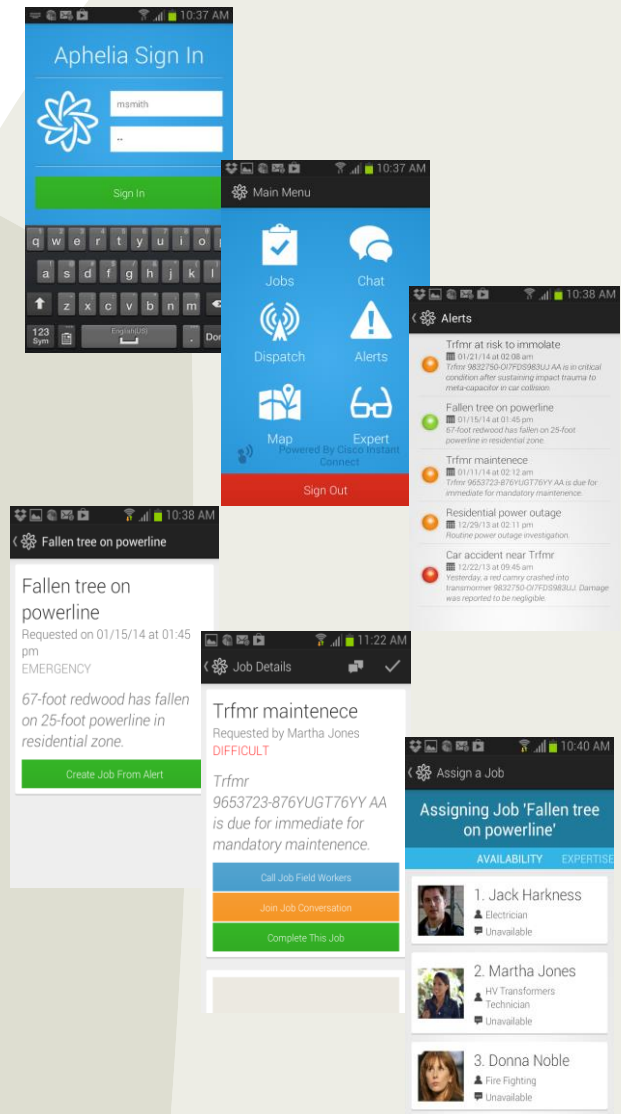 10:37 AM
Aphelia Sign In
msmith
Sign In
q w e r t y u i o
a s d f g h j k l
z x c v b n m
123
Sym
English(US)
.
Don
10:37 AM
Main Menu
Jobs
Chat
Dispatch
Alerts
Map
Expert
Powered By Cisco Instant
Connect
Sign Out
10:38 AM
Alerts
Trfmr at risk to immolate
01/21/14 at 02:08 am
Trfmr 9832750-OI7FDS983UJ AA is in critical
condition after sustaining impact trauma to
meta-capacitor in car collision.
Fallen tree on powerline
01/15/14 at 01:45 pm
67-foot redwood has fallen on 25-foot
powerline in residential zone.
Trfmr maintenece
01/11/14 at 02:12 am
Trfmr 9653723-876YUGT76YY AA is due for
immediate for mandatory maintenence.
Residential power outage
12/29/13 at 02:11 pm
Routine power outage investigation.
Car accident near Trfmr
12/22/13 at 09:45 am
Yesterday, a red camry crashed into
transmormer 9832750-OI7FDS983UJ. Damage
was reported to be negligible.
10:38 AM
Fallen tree on powerline
Fallen tree on
powerline
Requested on 01/15/14 at 01:45
pm
EMERGENCY
67-foot redwood has fallen
on 25-foot powerline in
residential zone.
Create Job From Alert
11:22 AM
Job Details
Trfmr maintenece
Requested by Martha Jones
DIFFICULT
Trfmr
9653723-876YUGT76YY AA
is due for immediate for
mandatory maintenence.
Call Job Field Workers
Join Job Conversation
Complete This Job
10:40 AM
Assign a Job
Assigning Job 'Fallen tree
on powerline'
AVAILABILITY EXPERTISE
1. Jack Harkness
Electrician
Unavailable
2. Martha Jones
HV Transformers
Technician
Unavailable
3. Donna Noble
Fire Fighting
Unavailable